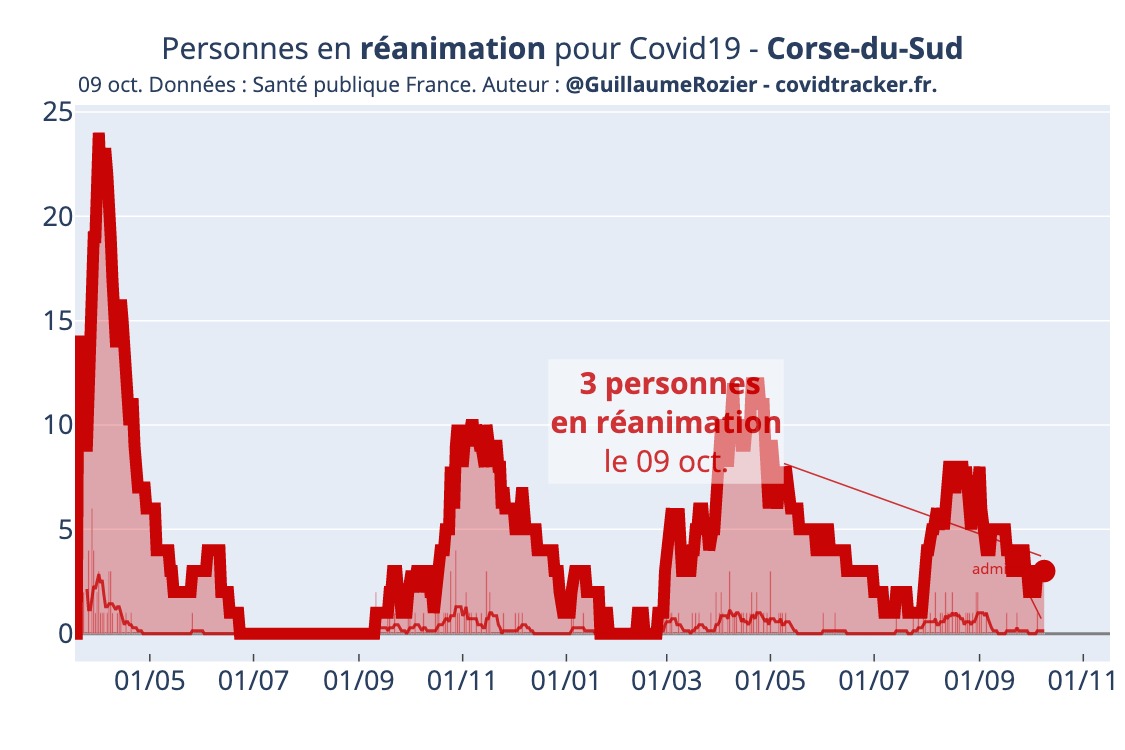 Personnes en réanimation pour Covid19 - Corse-du-Sud
09 oct. Données : Santé publique France. Auteur : @GuillaumeRozier - covidtracker.fr.
25
20
15
10
5
0
3 personnes
en réanimation
le 09 oct.
01/05 01/07 01/09 01/11 01/01 01/03 01/05 01/07 01/09 01/11